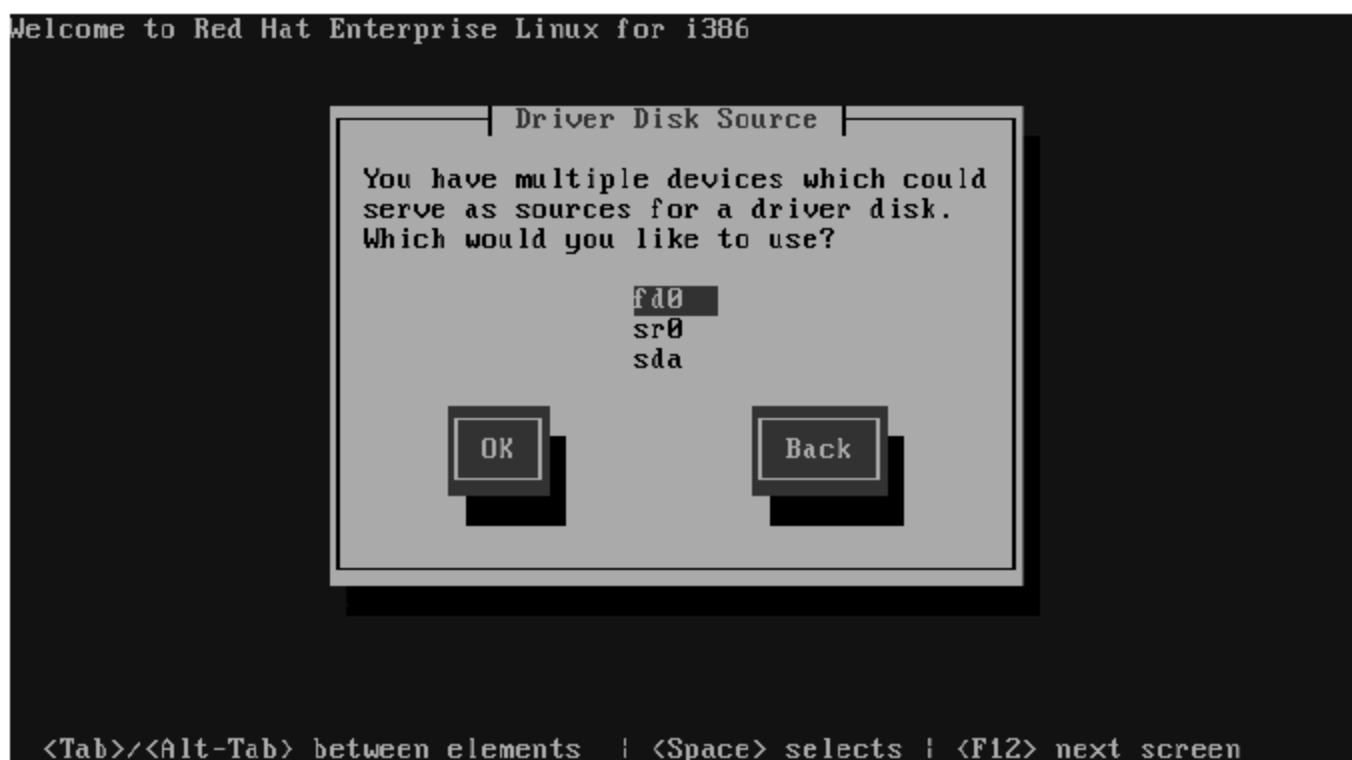 Welcome to Red Hat Enterprise Linux for i386
Driver Disk Source
You have multiple devices which could
serve as sources for a driver disk.
Which would you like to use?
fd0
sr0
sda
OK Back
<Tab>/<Alt-Tab> between elements | <Space> selects | <F12> next screen